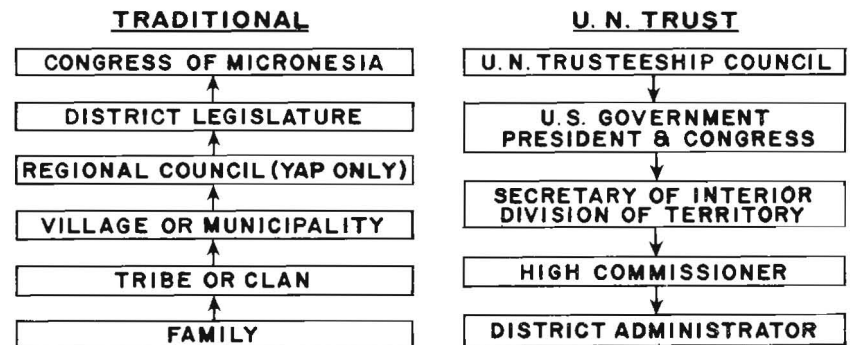 TRADITIONAL
CONGRESS OF MICRONESIA
DISTRICT LEGISLATURE
REGIONAL COUNCIL (YAP ONLY)
VILLAGE OR MUNICIPALITY
TRIBE OR CLAN
FAMILY
U. N. TRUST
U.N. TRUSTEESHIP COUNCIL
U.S. GOVERNMENT
PRESIDENT & CONGRESS
SECRETARY OF INTERIOR
DIVISION OF TERRITORY
HIGH COMMISSIONER
DISTRICT ADMINISTRATOR